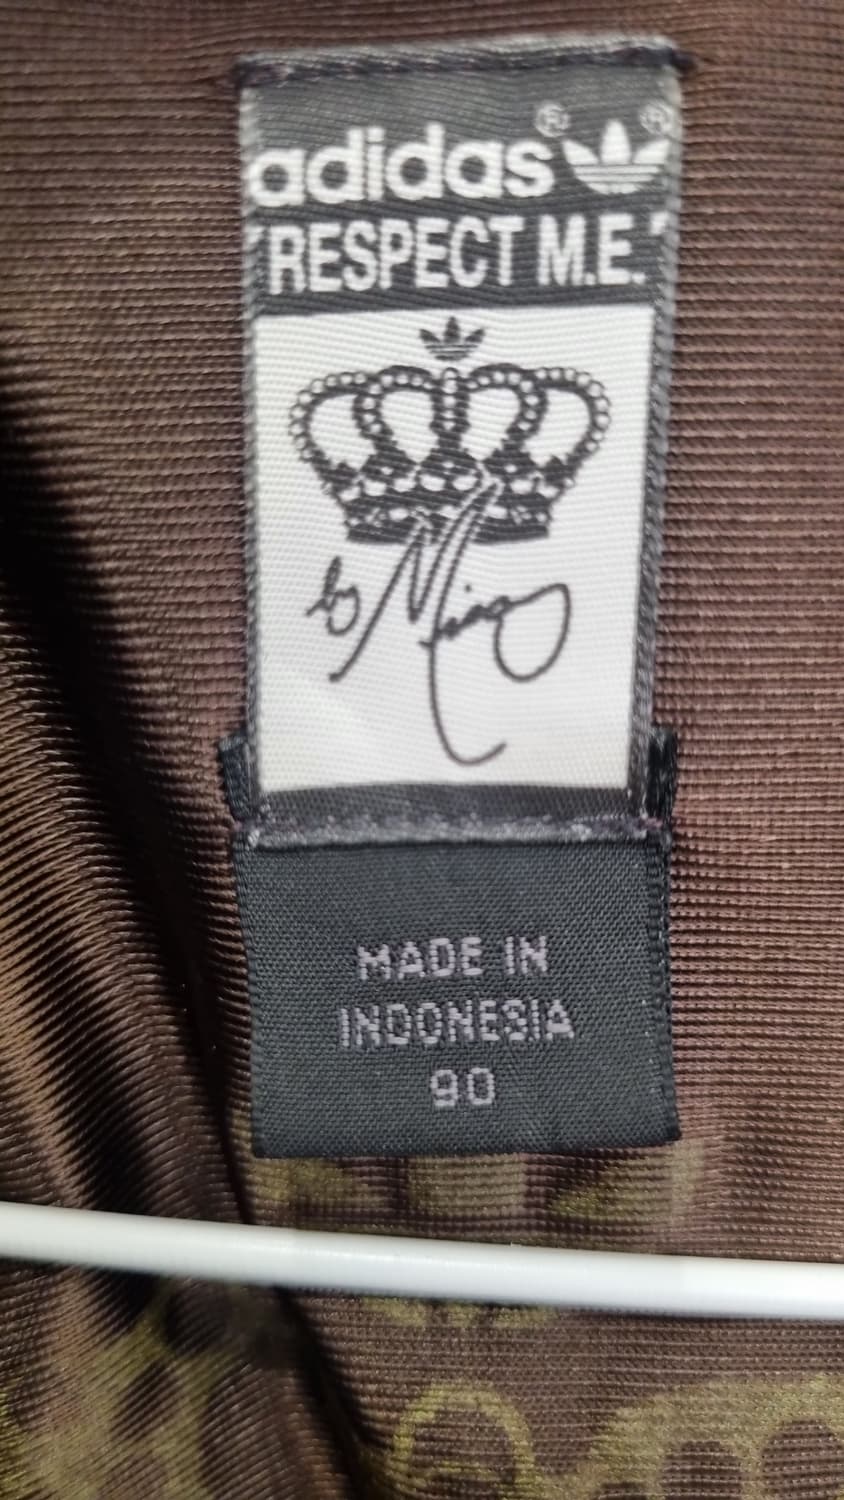 adidas®®
"RESPECT M.E."
by Missy
MADE IN
INDONESIA
90